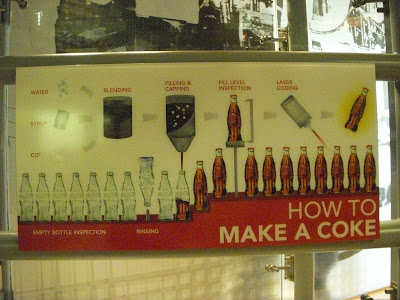 WATER
SYRUP
CO2
BLENDING
FILLING &
CAPPING
FILL LEVEL
INSPECTION
LASER
CODING
EMPTY BOTTLE INSPECTION
RINSING
HOW TO
MAKE A COKE